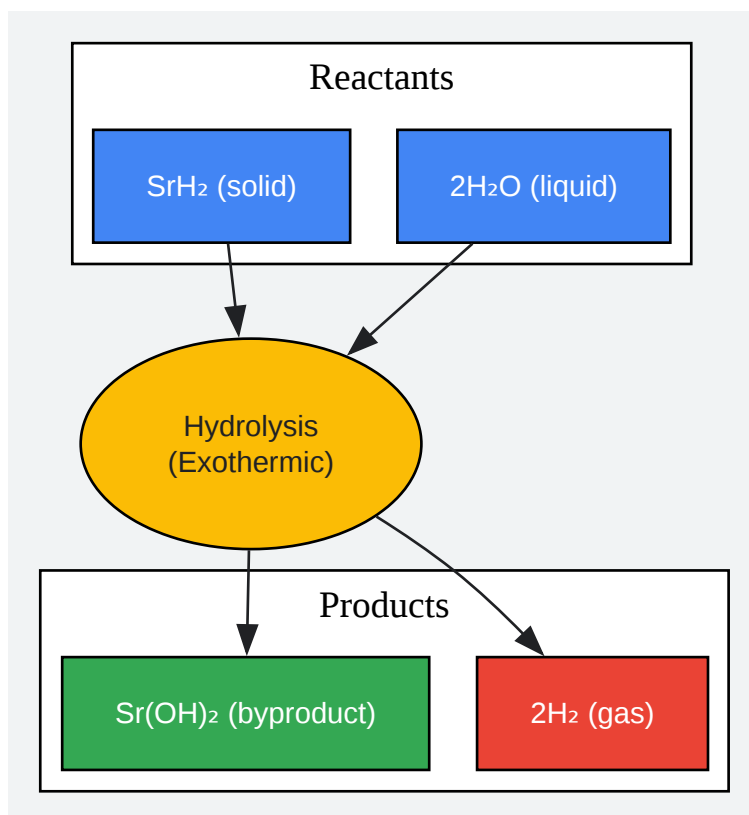 Reactants
SrH₂ (solid)
2H₂O (liquid)
Hydrolysis
(Exothermic)
Products
Sr(OH)₂ (byproduct)
2H₂ (gas)